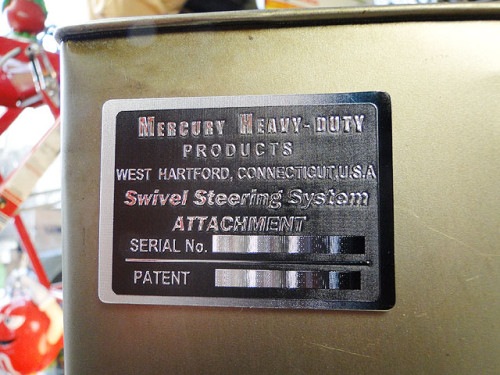 MERCURY HEAVY-DUTY
PRODUCTS
WEST HARTFORD, CONNECTICUT,U.S.A
Swivel Steering System
ATTACHMENT
SERIAL No.
PATENT